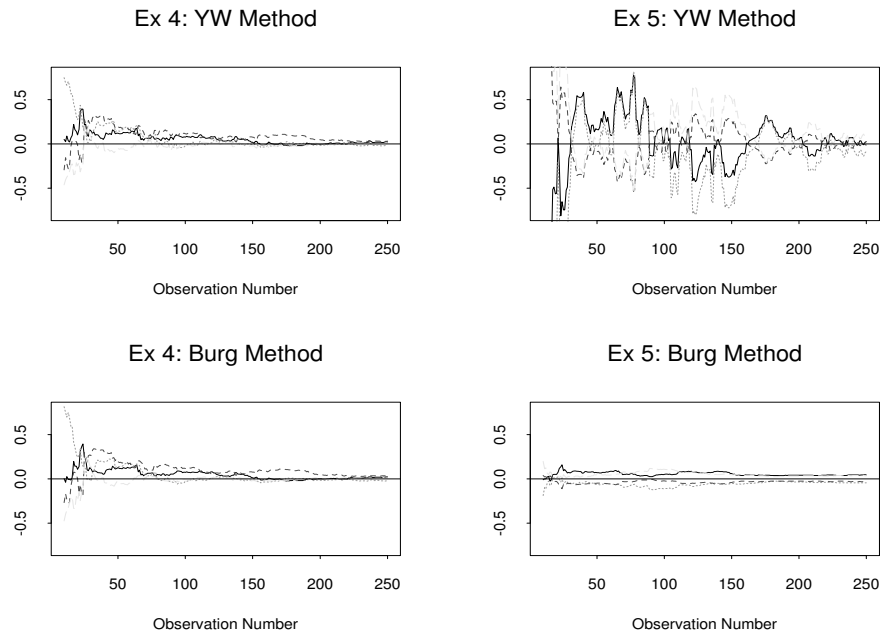 Ex 4: YW Method
0.5
0.0
-0.5
50 100 150 200 250
Observation Number
Ex 5: YW Method
0.5
0.0
-0.5
50 100 150 200 250
Observation Number
Ex 4: Burg Method
0.5
0.0
-0.5
50 100 150 200 250
Observation Number
Ex 5: Burg Method
0.5
0.0
-0.5
50 100 150 200 250
Observation Number